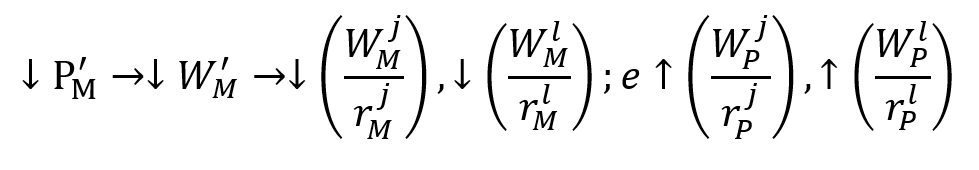 ↓ P′_M →↓ W′_M →↓ (W_M^j / r_M^j), ↓ (W_M^l / r_M^l); e ↑ (W_P^j / r_P^j), ↑ (W_P^l / r_P^l)